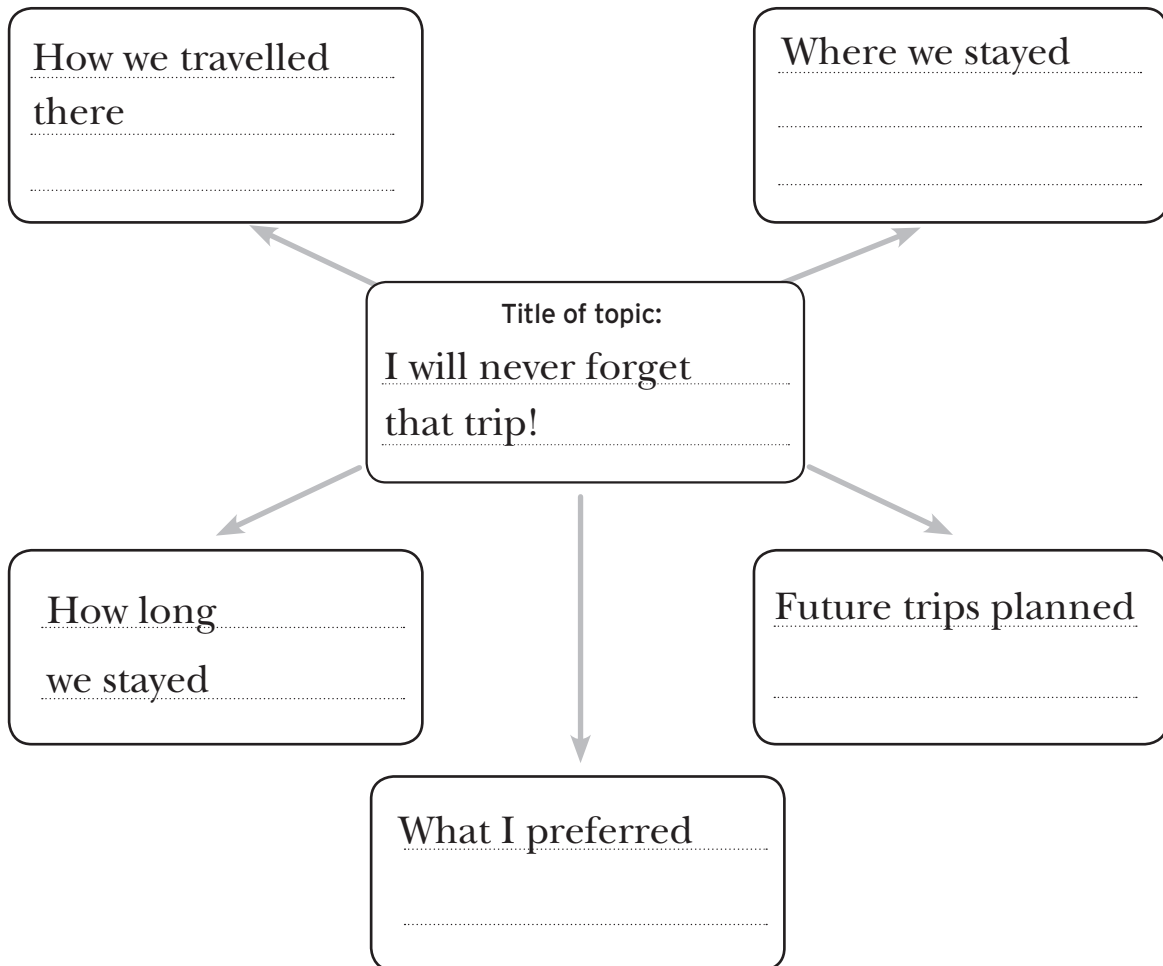 How we travelled
there
Where we stayed
Title of topic:
I will never forget
that trip!
How long
we stayed
Future trips planned
What I preferred